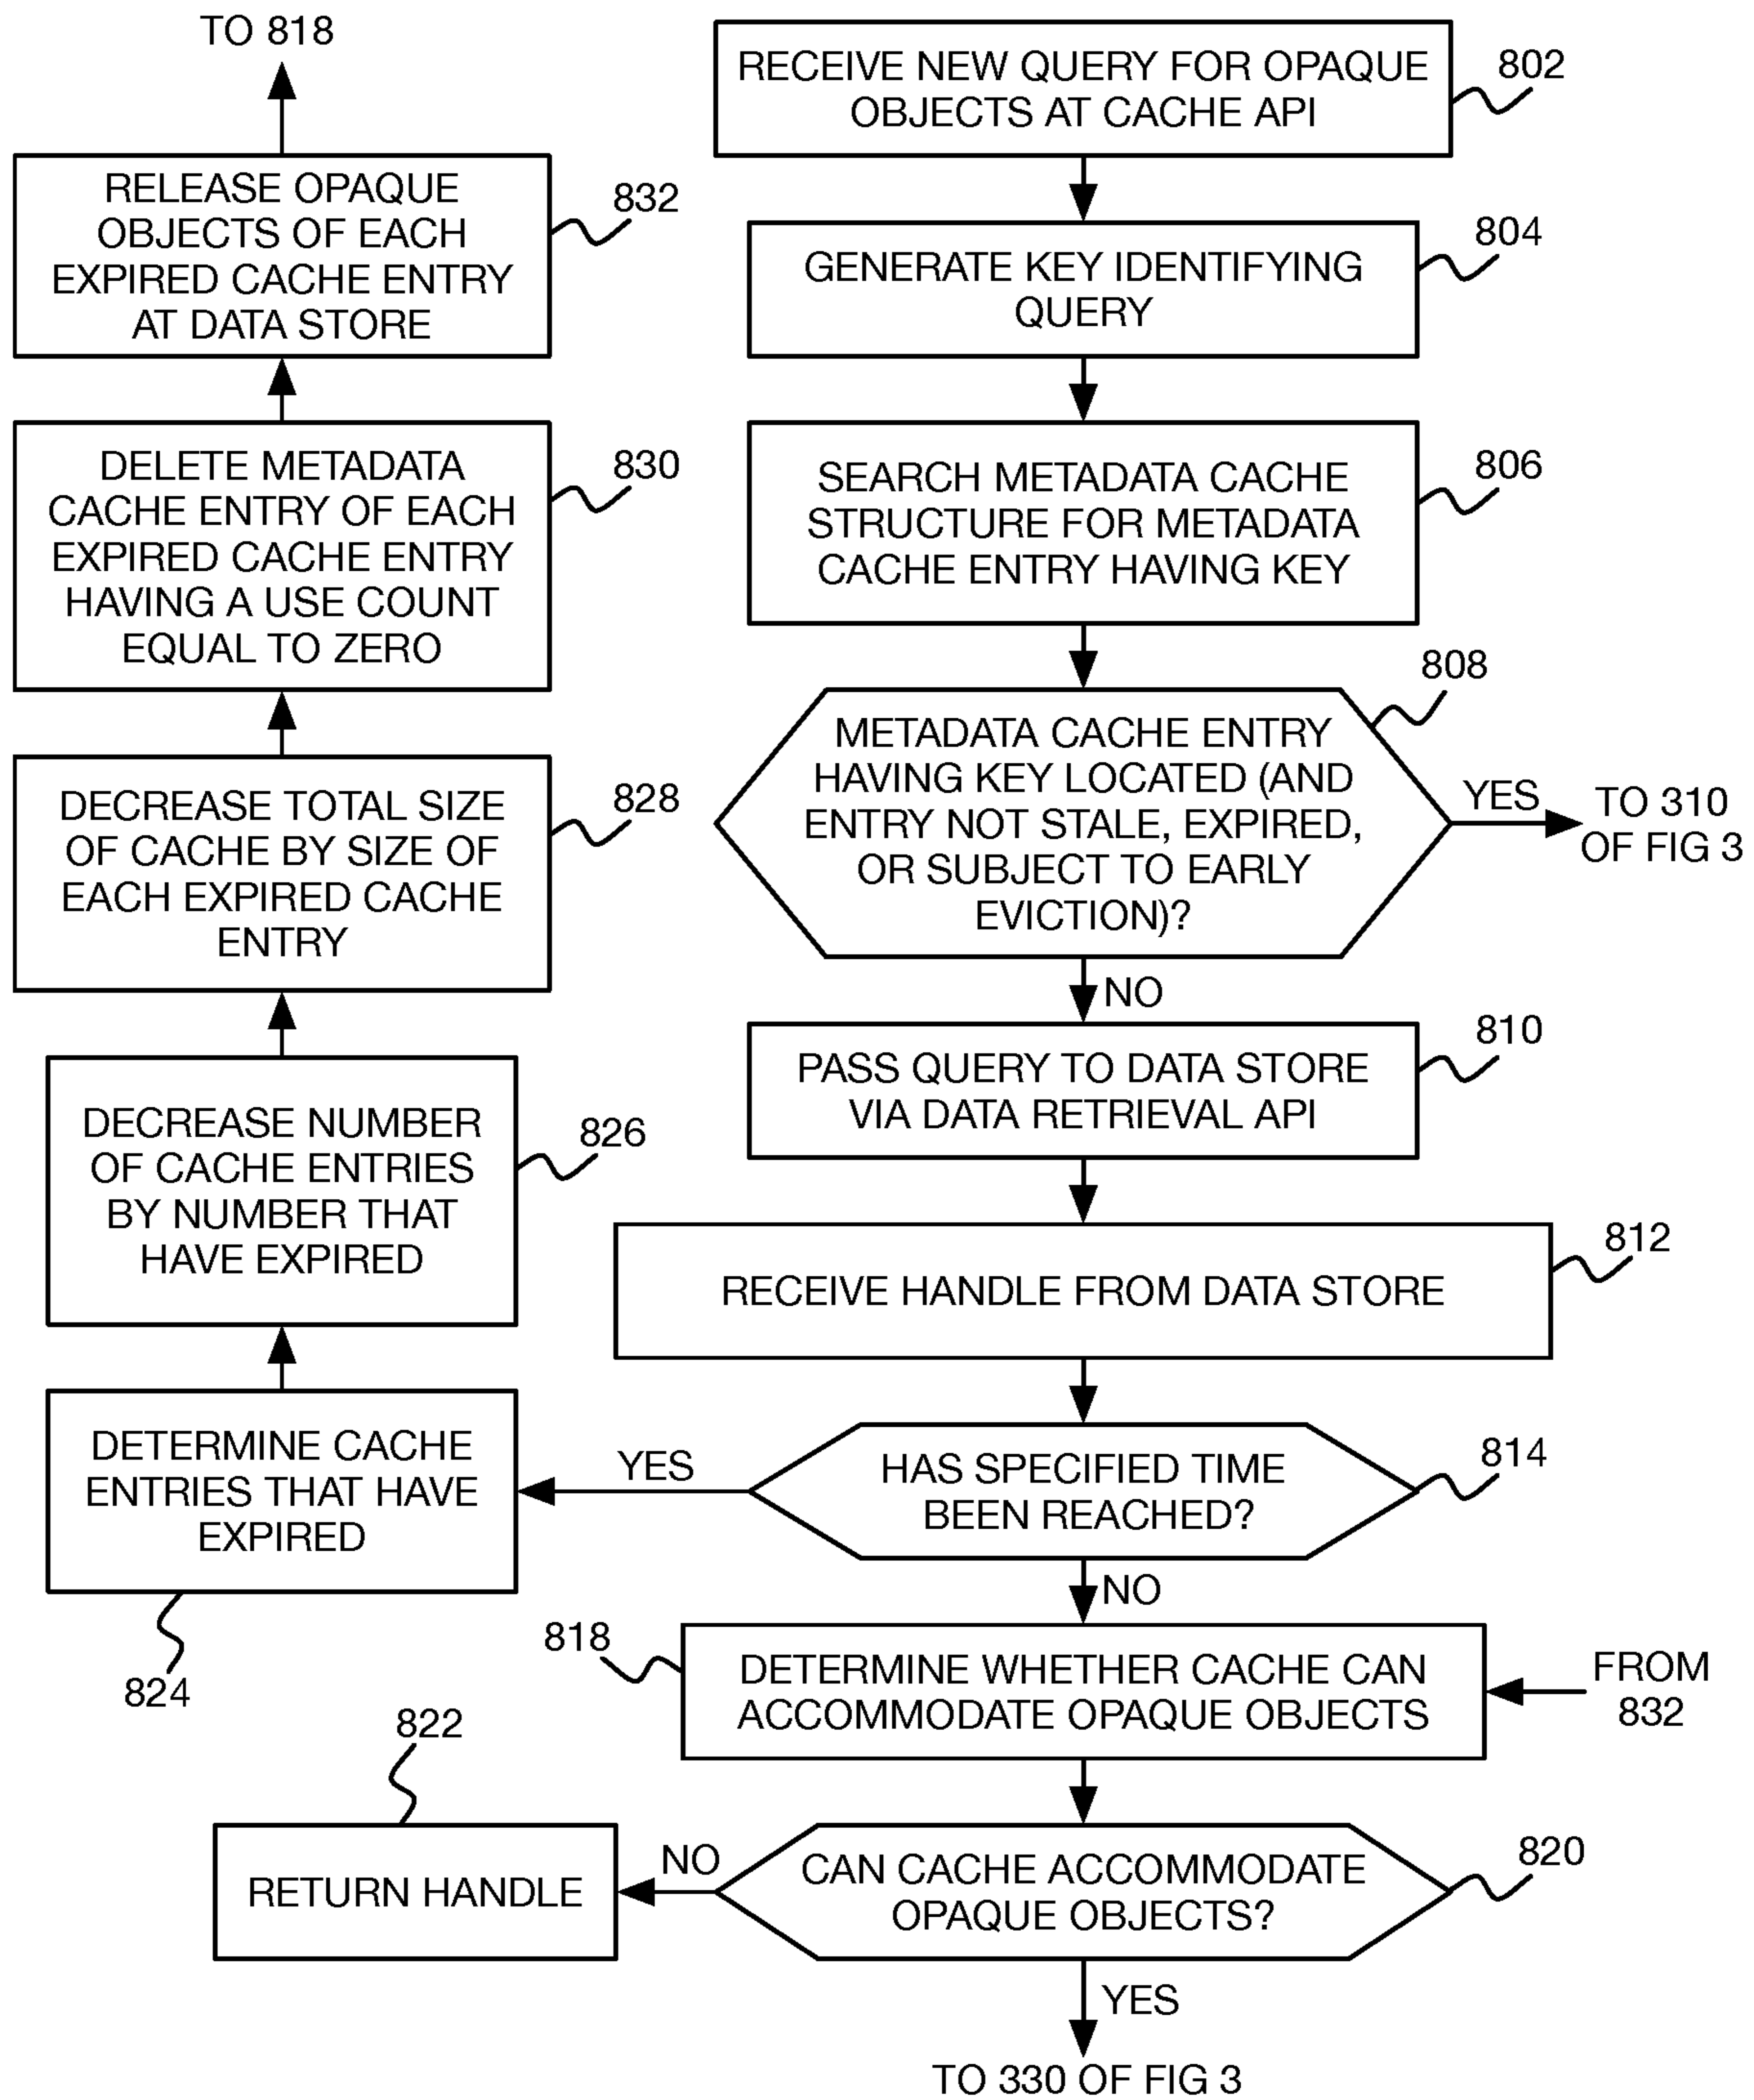 TO 818
RELEASE OPAQUE
OBJECTS OF EACH
EXPIRED CACHE ENTRY
AT DATA STORE
832
DELETE METADATA
CACHE ENTRY OF EACH
EXPIRED CACHE ENTRY
HAVING A USE COUNT
EQUAL TO ZERO
830
DECREASE TOTAL SIZE
OF CACHE BY SIZE OF
EACH EXPIRED CACHE
ENTRY
828
DECREASE NUMBER
OF CACHE ENTRIES
BY NUMBER THAT
HAVE EXPIRED
826
DETERMINE CACHE
ENTRIES THAT HAVE
EXPIRED
824
RECEIVE NEW QUERY FOR OPAQUE
OBJECTS AT CACHE API
802
GENERATE KEY IDENTIFYING
QUERY
804
SEARCH METADATA CACHE
STRUCTURE FOR METADATA
CACHE ENTRY HAVING KEY
806
METADATA CACHE ENTRY
HAVING KEY LOCATED (AND
ENTRY NOT STALE, EXPIRED,
OR SUBJECT TO EARLY
EVICTION)?
808
YES
TO 310
OF FIG 3
NO
PASS QUERY TO DATA STORE
VIA DATA RETRIEVAL API
810
RECEIVE HANDLE FROM DATA STORE
812
HAS SPECIFIED TIME
BEEN REACHED?
814
YES
NO
DETERMINE WHETHER CACHE CAN
ACCOMMODATE OPAQUE OBJECTS
818
FROM
832
CAN CACHE ACCOMMODATE
OPAQUE OBJECTS?
820
NO
RETURN HANDLE
822
YES
TO 330 OF FIG 3